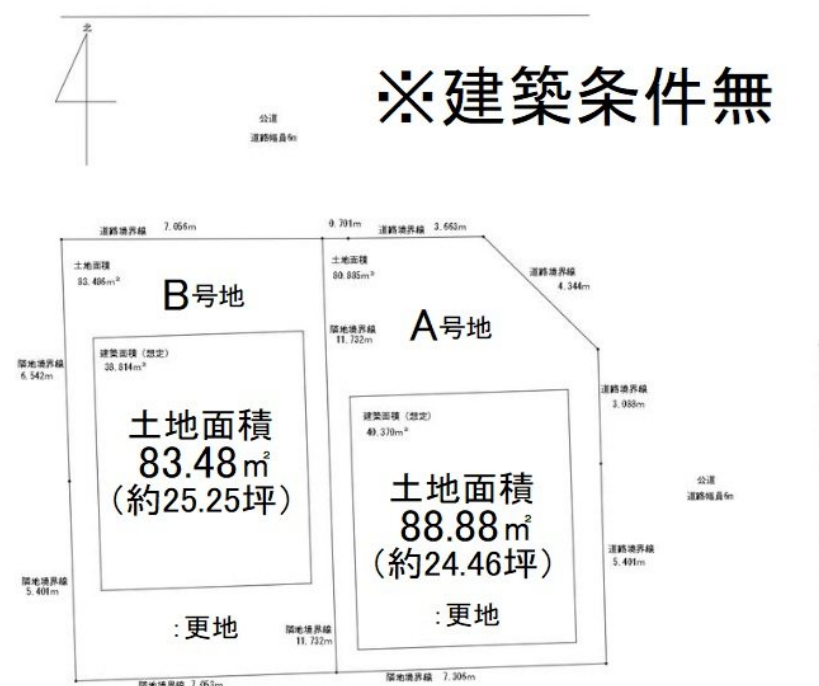 北
※建築条件無
公道
道路幅員6m
道路境界線 7.056m
0.701m
道路境界線 3.663m
土地面積
83.486m²
B号地
土地面積
80.885m²
道路境界線
4.344m
A号地
隣地境界線
11.732m
建築面積（想定）
38.814m²
隣地境界線
6.542m
道路境界線
3.088m
建築面積（想定）
40.370m²
土地面積
83.48㎡
（約25.25坪）
土地面積
88.88㎡
（約24.46坪）
公道
道路幅員6m
道路境界線
5.401m
隣地境界線
5.401m
:更地
:更地
隣地境界線
11.732m
隣地境界線 7.053m
隣地境界線 7.306m